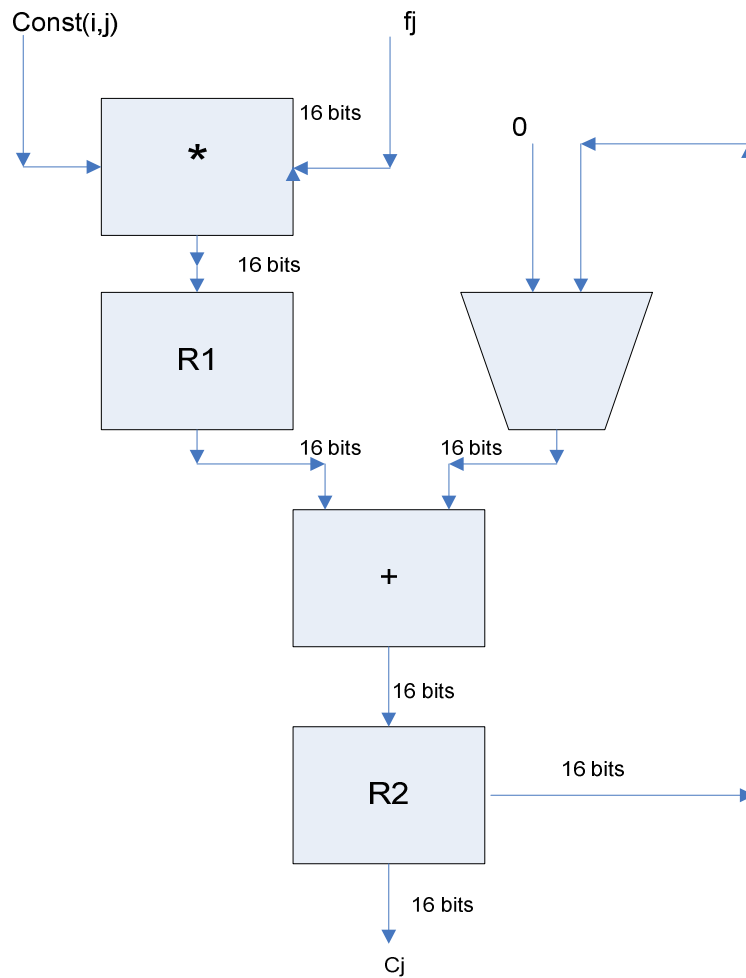 Const(i,j)
fj
16 bits
0
*
16 bits
R1
16 bits
16 bits
+
16 bits
16 bits
R2
16 bits
Cj